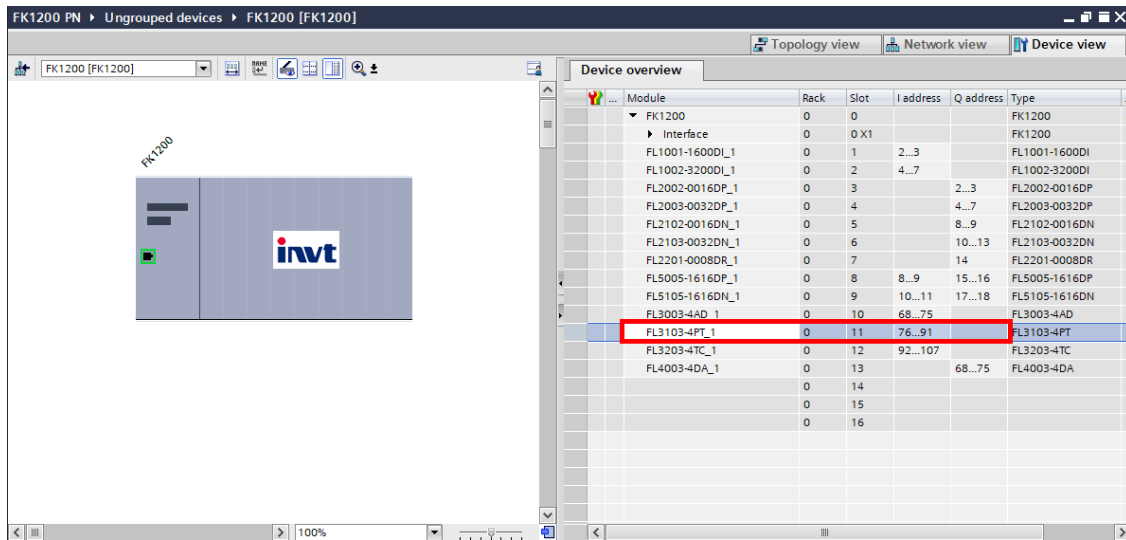 FK1200 PN ▸ Ungrouped devices ▸ FK1200 [FK1200]
Topology view Network view Device view
FK1200 [FK1200]
Device overview
... Module Rack Slot I address Q address Type
FK1200 0 0 FK1200
Interface 0 0 X1 FK1200
FL1001-1600DI_1 0 1 2...3 FL1001-1600DI
FL1002-3200DI_1 0 2 4...7 FL1002-3200DI
FL2002-0016DP_1 0 3 2...3 FL2002-0016DP
FL2003-0032DP_1 0 4 4...7 FL2003-0032DP
FL2102-0016DN_1 0 5 8...9 FL2102-0016DN
FL2103-0032DN_1 0 6 10...13 FL2103-0032DN
FL2201-0008DR_1 0 7 14 FL2201-0008DR
FL5005-1616DP_1 0 8 8...9 15...16 FL5005-1616DP
FL5105-1616DN_1 0 9 10...11 17...18 FL5105-1616DN
FL3003-4AD_1 0 10 68...75 FL3003-4AD
FL3103-4PT_1 0 11 76...91 FL3103-4PT
FL3203-4TC_1 0 12 92...107 FL3203-4TC
FL4003-4DA_1 0 13 68...75 FL4003-4DA
0 14
0 15
0 16
FK1200
invt
100%